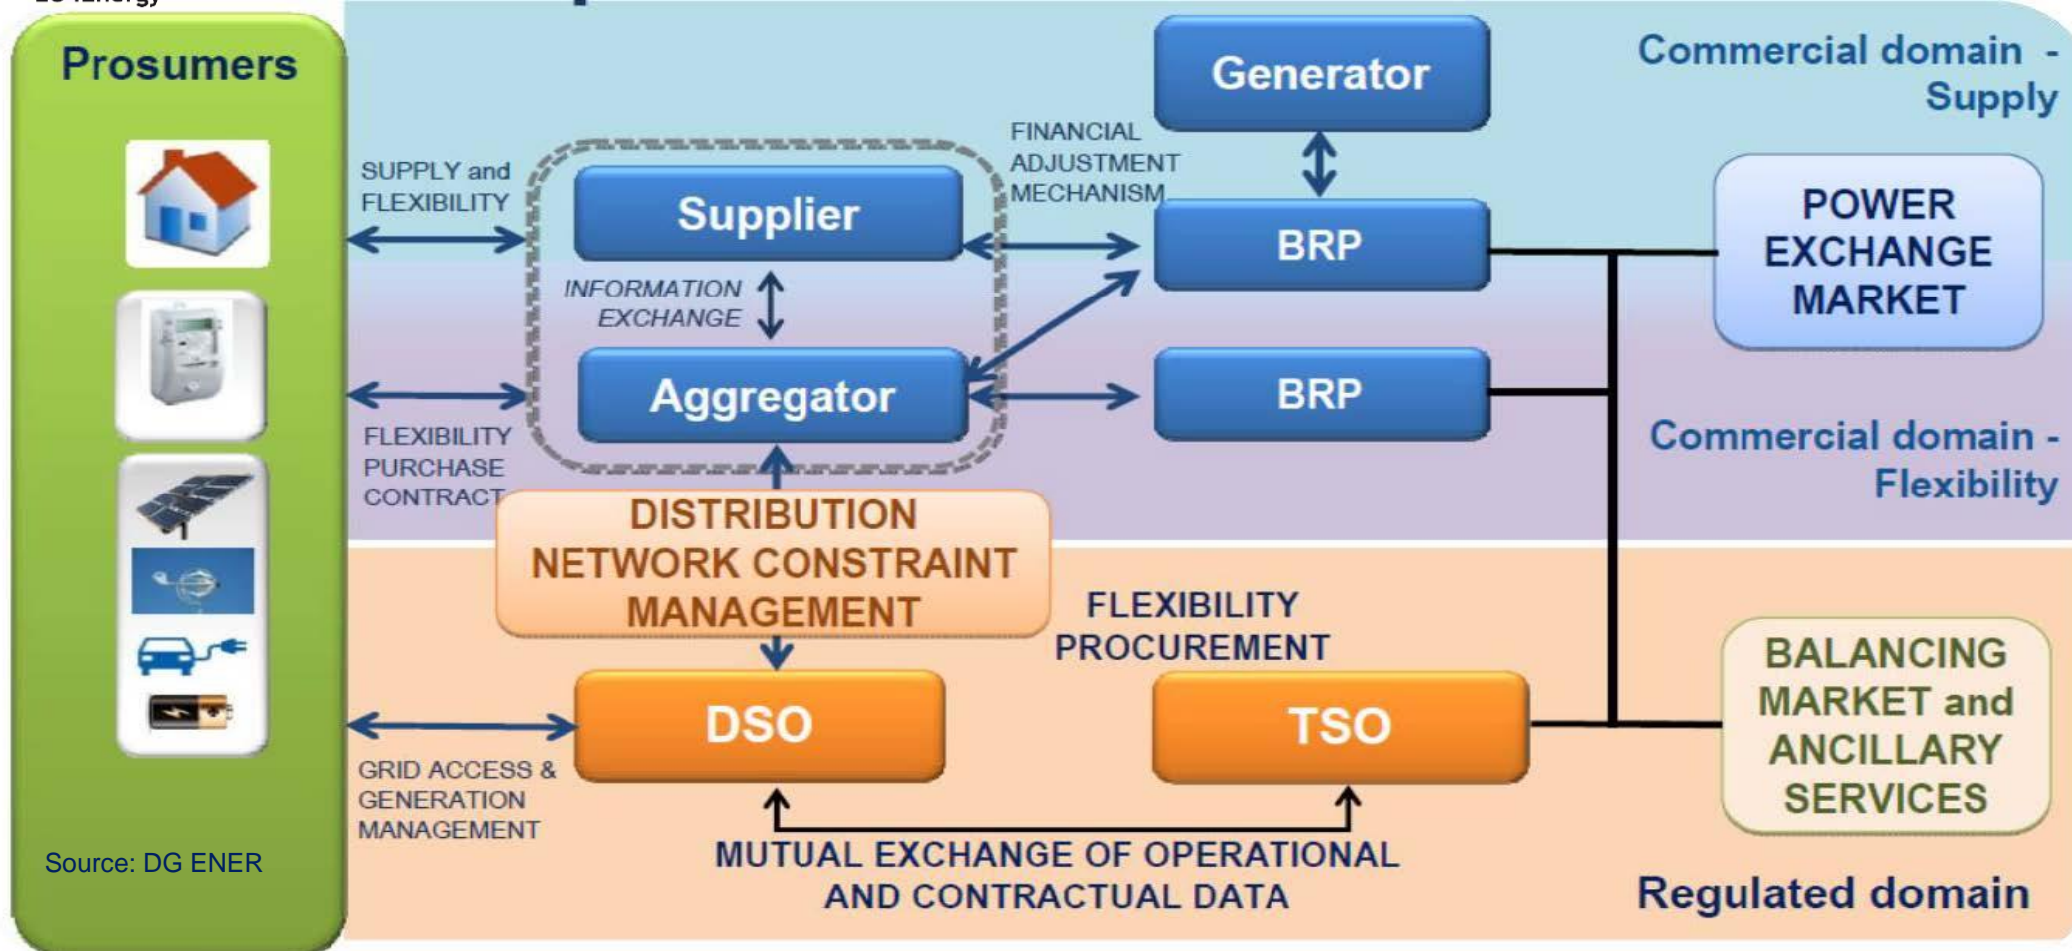 Prosumers
Source: DG ENER
SUPPLY and
FLEXIBILITY
FLEXIBILITY
PURCHASE
CONTRACT
GRID ACCESS &
GENERATION
MANAGEMENT
Supplier
INFORMATION
EXCHANGE
Aggregator
DISTRIBUTION
NETWORK CONSTRAINT
MANAGEMENT
DSO
FINANCIAL
ADJUSTMENT
MECHANISM
Generator
BRP
BRP
FLEXIBILITY
PROCUREMENT
TSO
MUTUAL EXCHANGE OF OPERATIONAL
AND CONTRACTUAL DATA
Commercial domain -
Supply
POWER
EXCHANGE
MARKET
Commercial domain -
Flexibility
BALANCING
MARKET and
ANCILLARY
SERVICES
Regulated domain